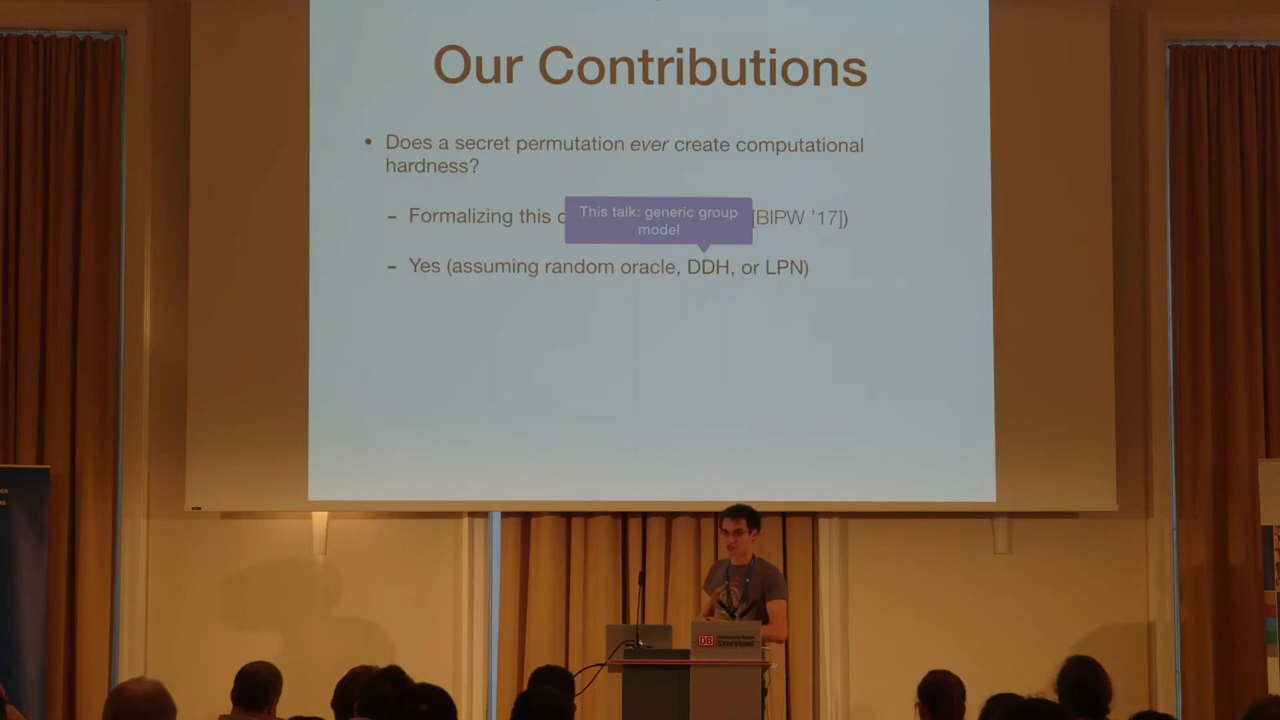 Our Contributions
• Does a secret permutation ever create computational
hardness?
– Formalizing this [BIPW '17])
This talk: generic group
model
– Yes (assuming random oracle, DDH, or LPN)
DB